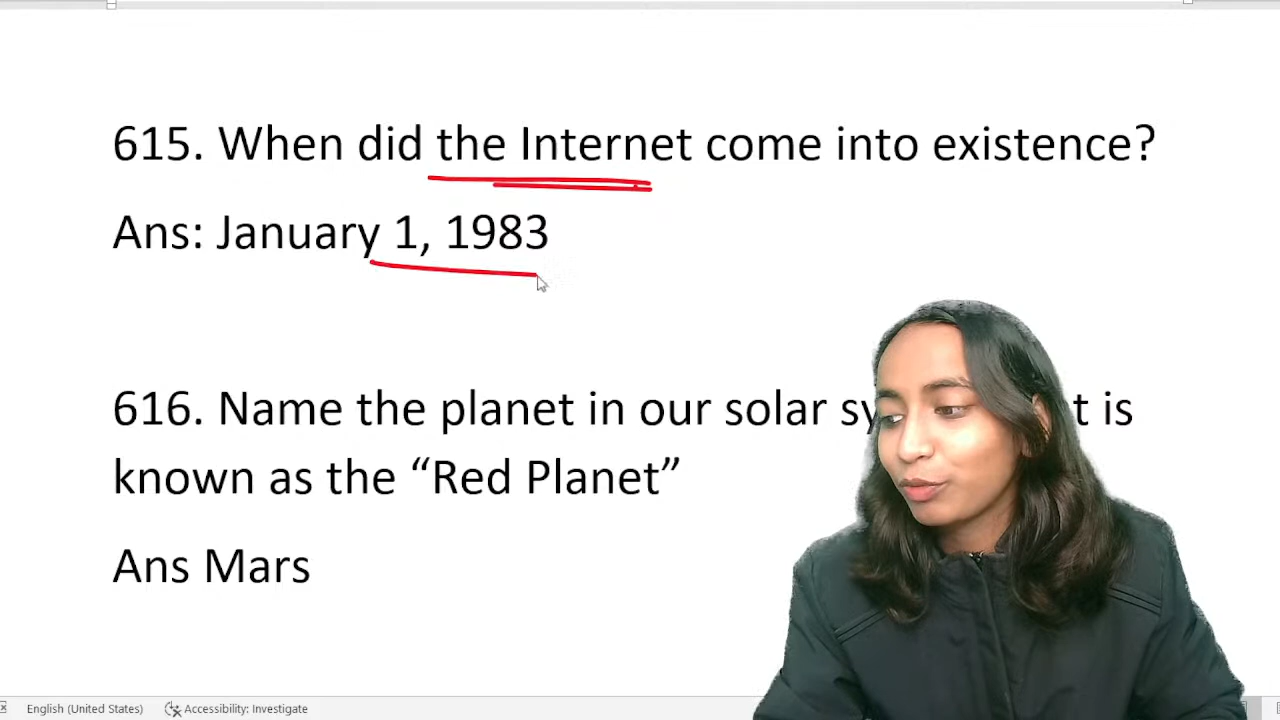 615. When did the Internet come into existence?
Ans: January 1, 1983
616. Name the planet in our solar is
known as the “Red Planet”
Ans Mars
English (United States) Accessibility: Investigate